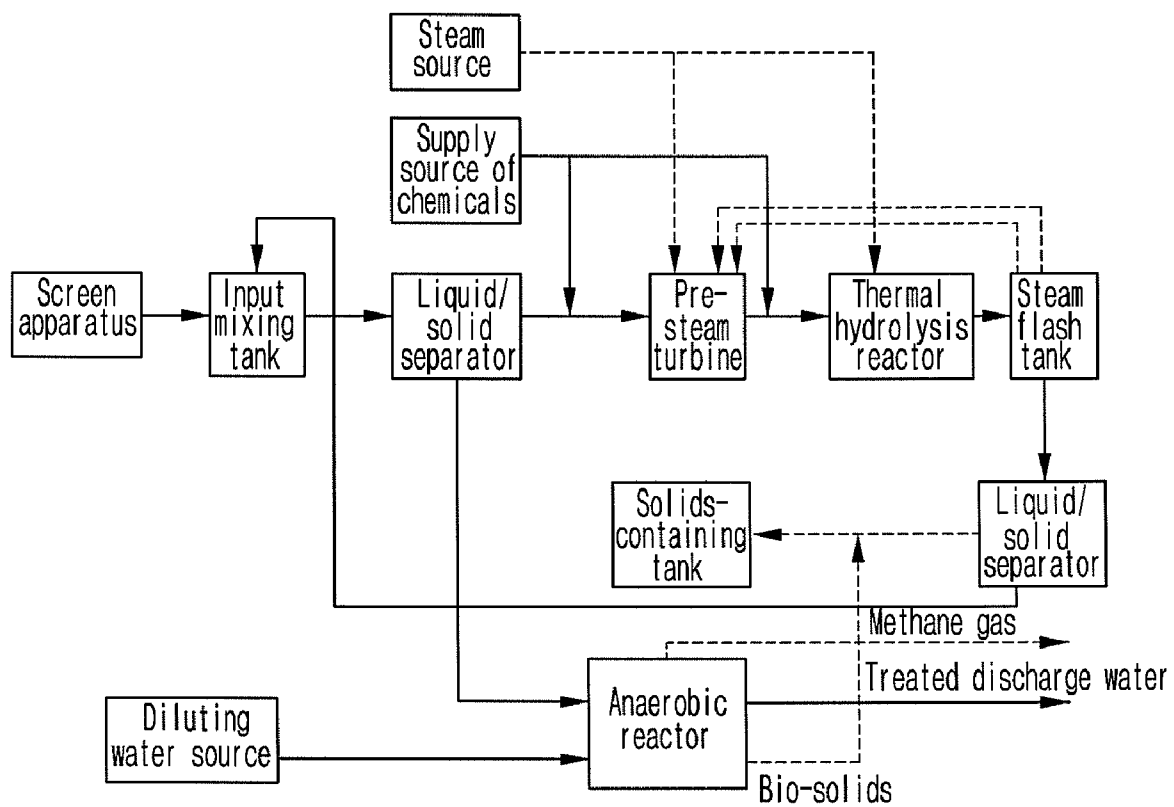 Steam
source
Supply
source of
chemicals
Screen
apparatus
Input
mixing
tank
Liquid/
solid
separator
Pre-
steam
turbine
Thermal
hydrolysis
reactor
Steam
flash
tank
Solids-
containing
tank
Liquid/
solid
separator
Methane gas
Treated discharge water
Anaerobic
reactor
Diluting
water source
Bio-solids